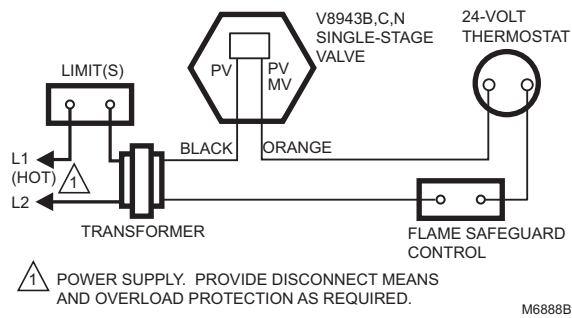 V8943B,C,N
SINGLE-STAGE
VALVE
24-VOLT
THERMOSTAT
LIMIT(S)
PV
PV
MV
BLACK
ORANGE
L1
(HOT)
1
L2
TRANSFORMER
FLAME SAFEGUARD
CONTROL
1
POWER SUPPLY. PROVIDE DISCONNECT MEANS
AND OVERLOAD PROTECTION AS REQUIRED.
M6888B